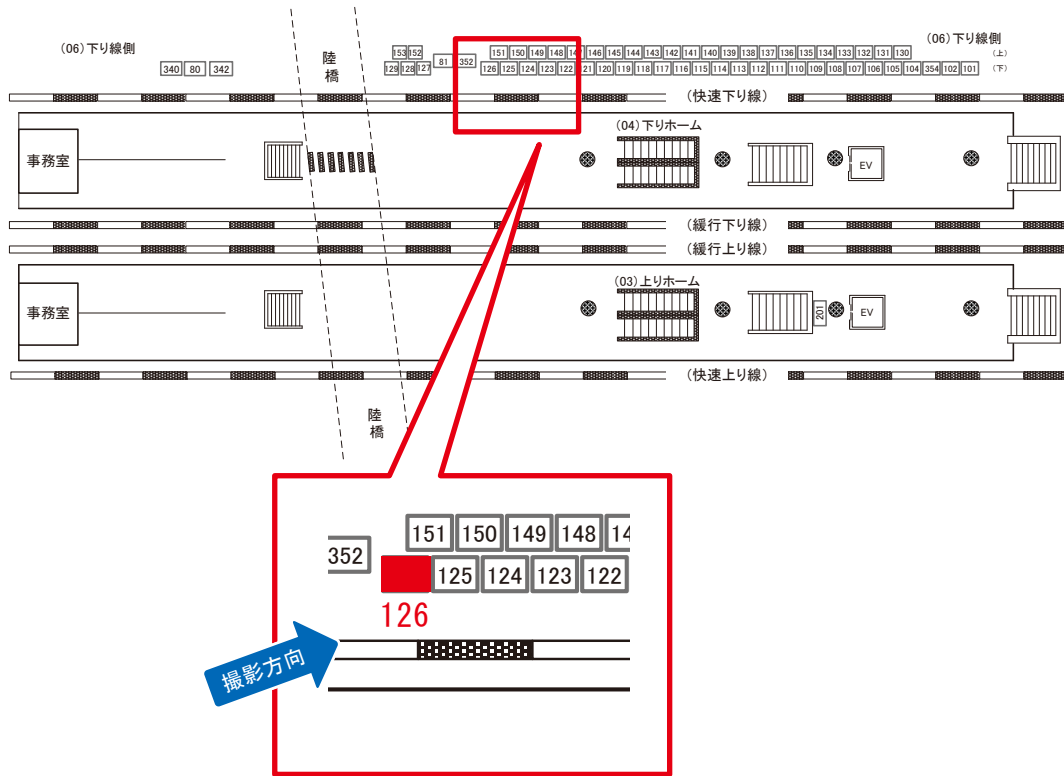 (06)下り線側
(06)下り線側
陸橋
153 152
151 150 149 148 147 146 145 144 143 142 141 140 139 138 137 136 135 134 133 132 131 130
(上)
340 80 342
129 128 127
81 352
126 125 124 123 122 121 120 119 118 117 116 115 114 113 112 111 110 109 108 107 106 105 104 354 102 101
(下)
(快速下り線)
(04)下りホーム
事務室
EV
(緩行下り線)
(緩行上り線)
(03)上りホーム
事務室
201
EV
(快速上り線)
陸橋
151 150 149 148 14
352
125 124 123 122
126
撮影方向